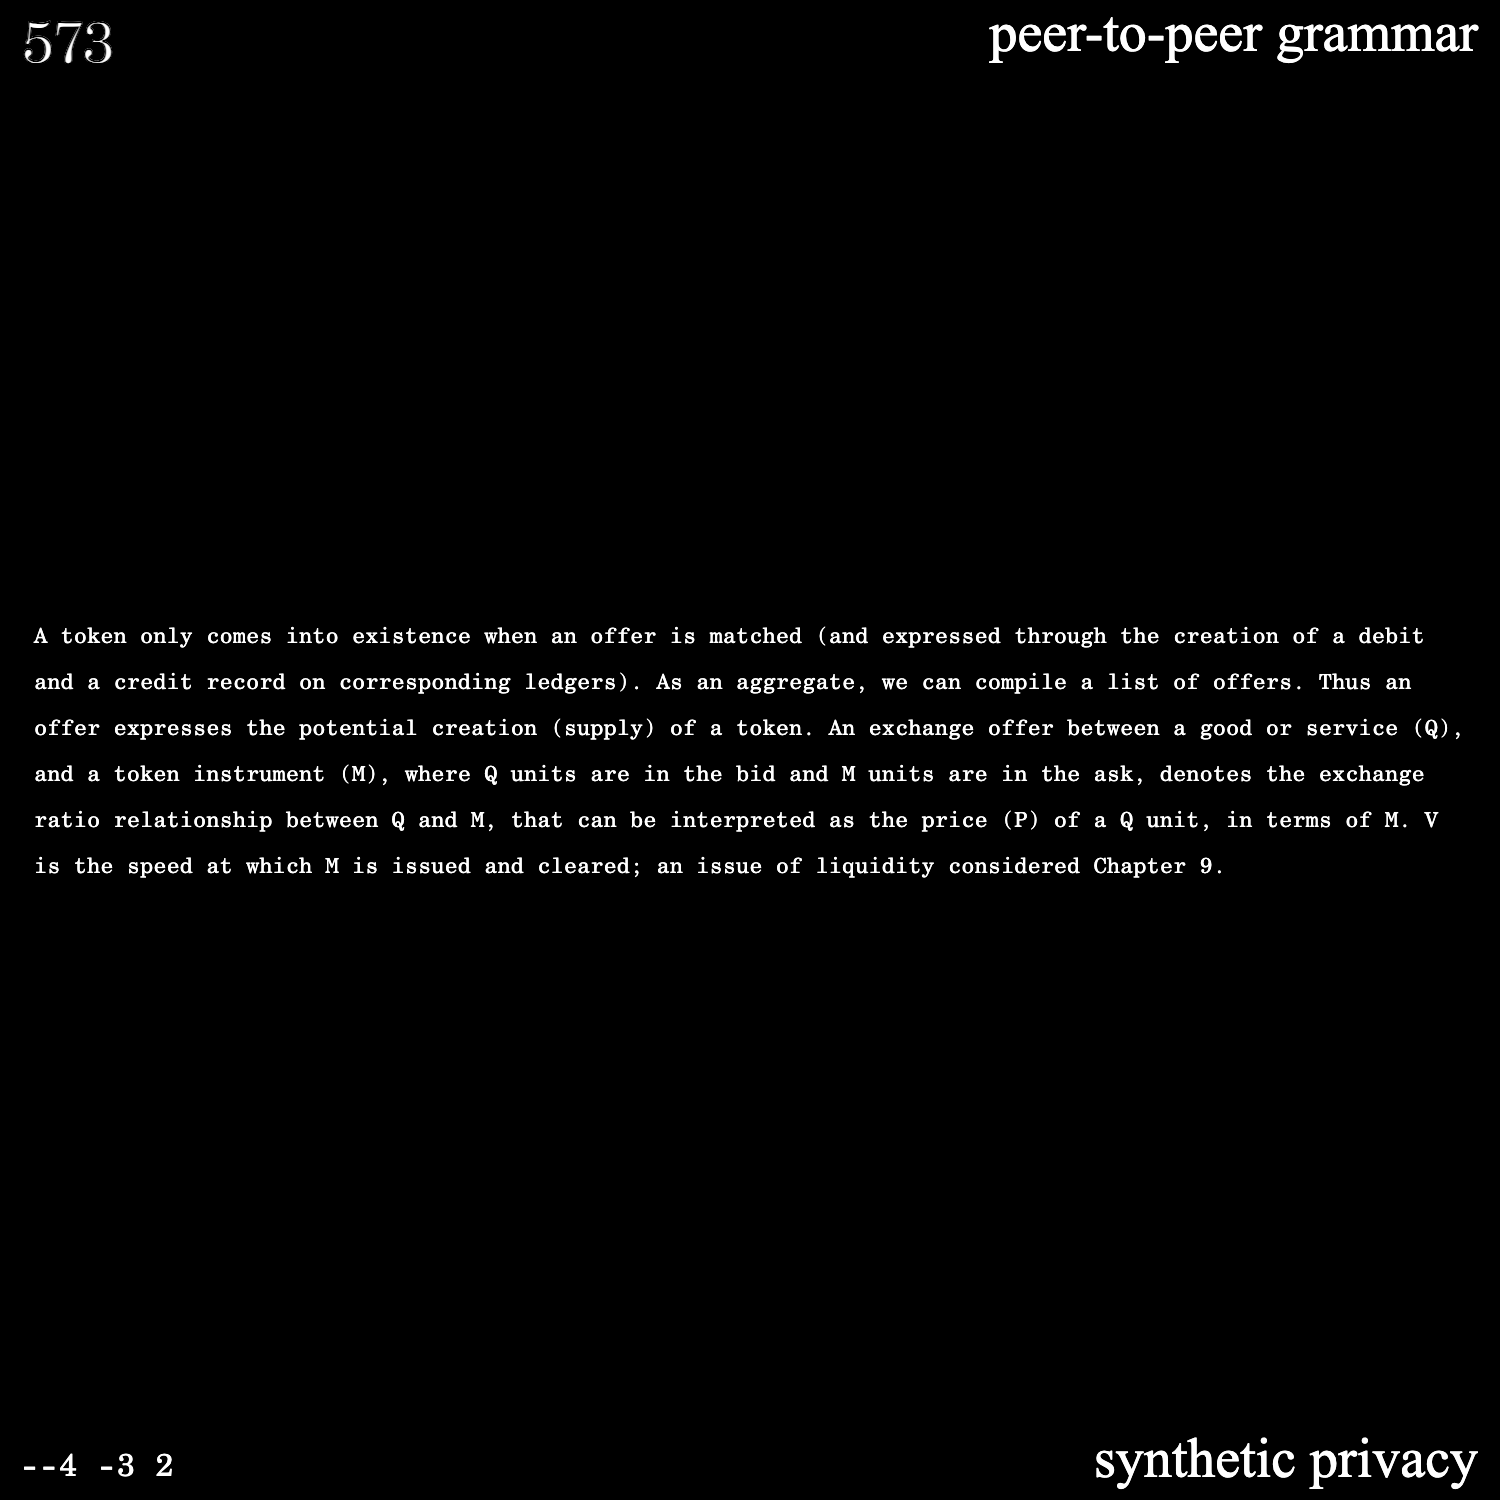 573
peer-to-peer grammar
A token only comes into existence when an offer is matched (and expressed through the creation of a debit
and a credit record on corresponding ledgers). As an aggregate, we can compile a list of offers. Thus an
offer expresses the potential creation (supply) of a token. An exchange offer between a good or service (Q),
and a token instrument (M), where Q units are in the bid and M units are in the ask, denotes the exchange
ratio relationship between Q and M, that can be interpreted as the price (P) of a Q unit, in terms of M. V
is the speed at which M is issued and cleared; an issue of liquidity considered Chapter 9.
--4 -3 2
synthetic privacy